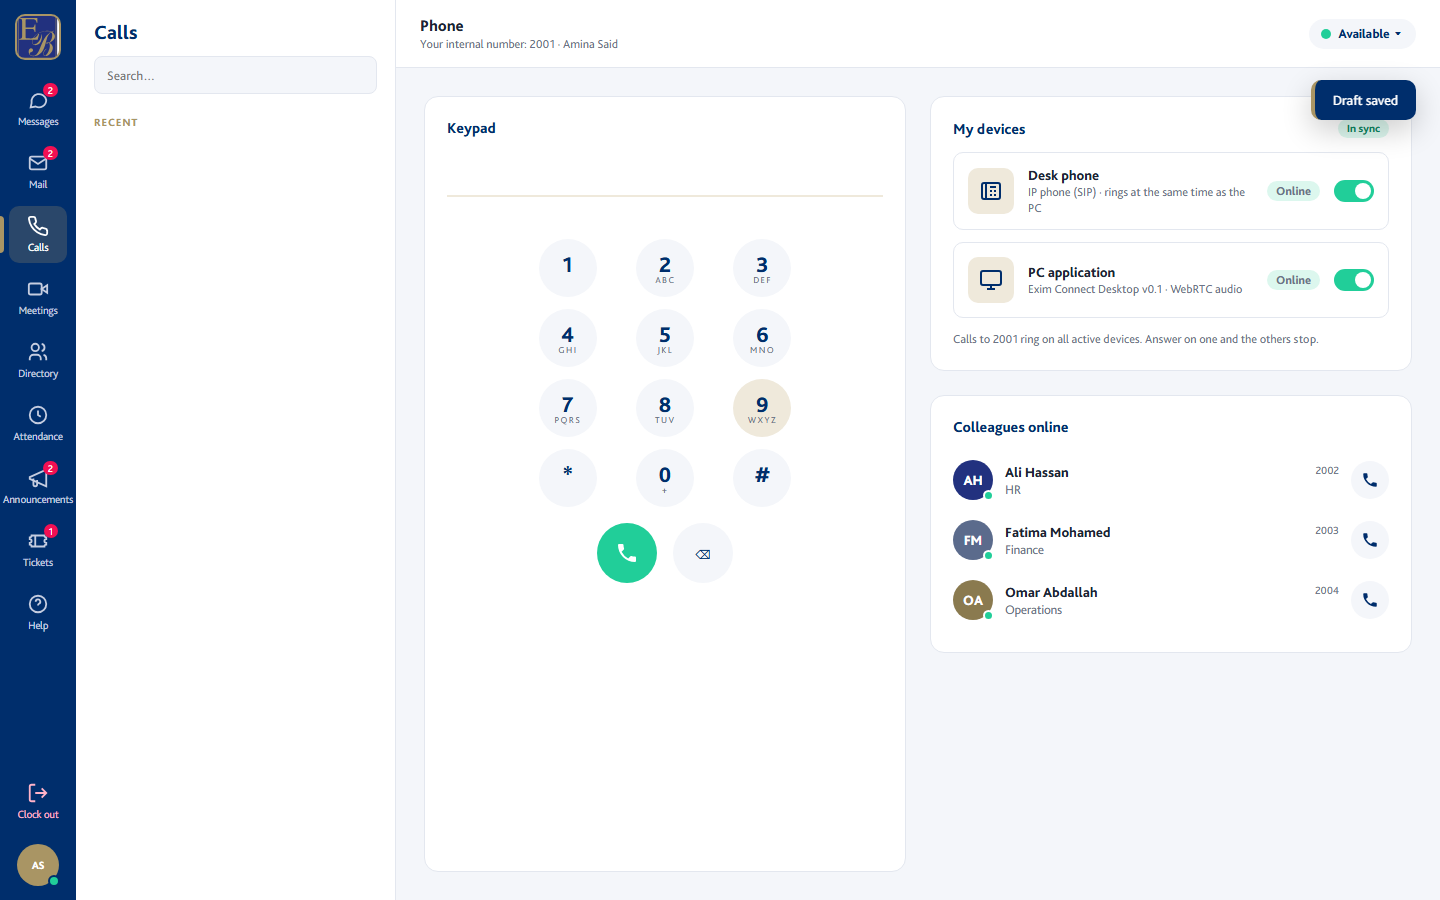 EB
2
Messages
2
Mail
Calls
Meetings
Directory
Attendance
2
Announcements
1
Tickets
Help
Clock out
AS
Calls
Search...
RECENT
Phone
Your internal number: 2001 · Amina Said
Available
Draft saved
Keypad
1
2
ABC
3
DEF
4
GHI
5
JKL
6
MNO
7
PQRS
8
TUV
9
WXYZ
*
0
+
#
My devices
In sync
Desk phone
IP phone (SIP) · rings at the same time as the
PC
Online
PC application
Exim Connect Desktop v0.1 · WebRTC audio
Online
Calls to 2001 ring on all active devices. Answer on one and the others stop.
Colleagues online
AH
Ali Hassan
HR
2002
FM
Fatima Mohamed
Finance
2003
OA
Omar Abdallah
Operations
2004